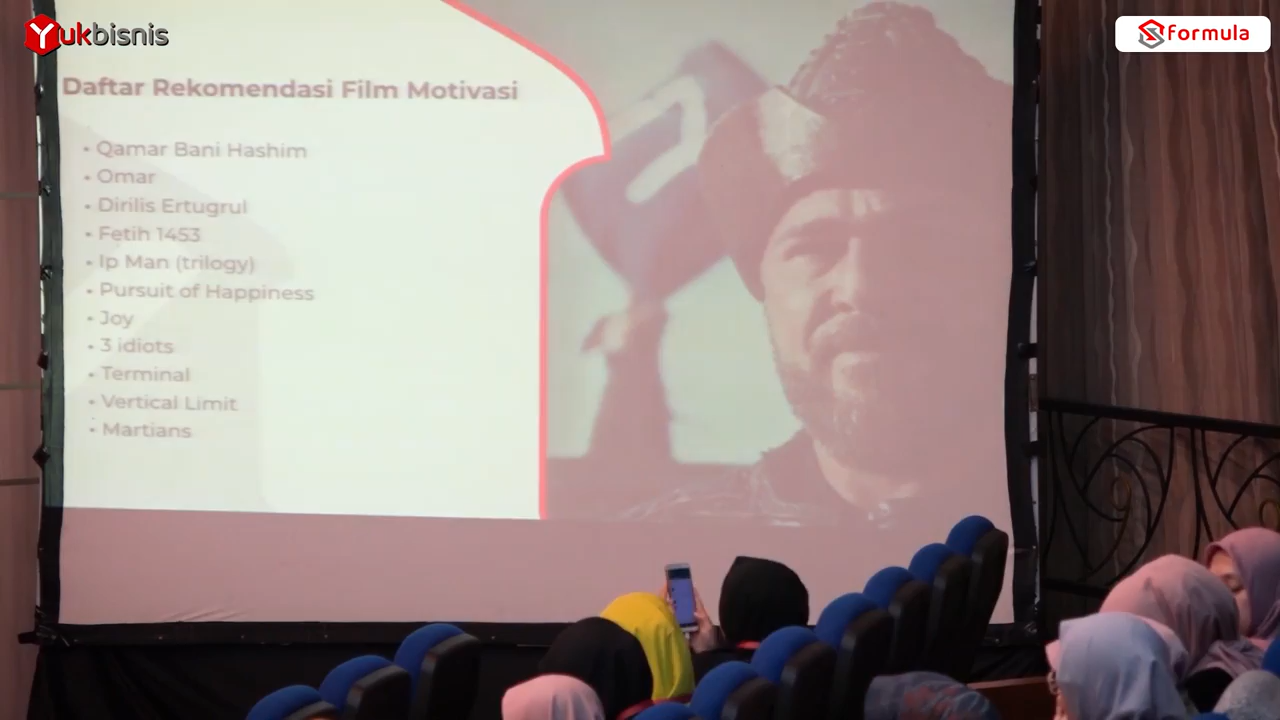 Yukbisnis
SFormula
Daftar Rekomendasi Film Motivasi
• Qamar Bani Hashim
• Omar
• Dirilis Ertugrul
• Fetih 1453
• Ip Man (trilogy)
• Pursuit of Happiness
• Joy
• 3 idiots
• Terminal
• Vertical Limit
• Martians